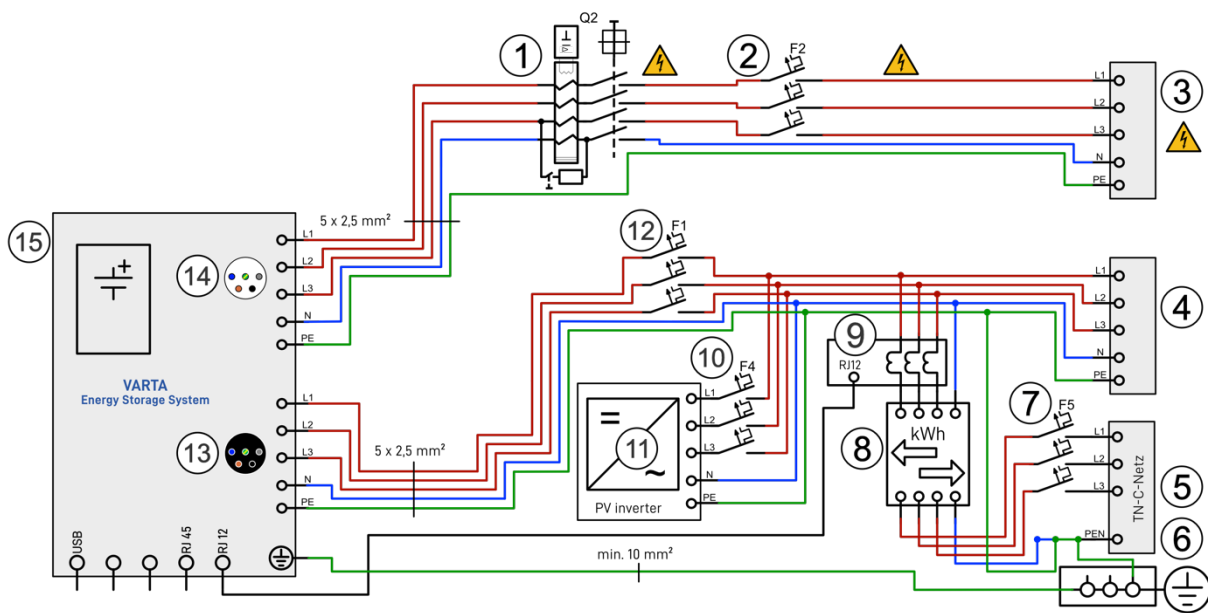 Q2
1
2
F2
L1
L2
L3
N
PE
3
15
5 x 2,5 mm²
L1
L2
L3
N
PE
14
12
F1
L1
L2
L3
N
PE
4
VARTA
Energy Storage System
9
RJ12
10
F4
L1
L2
L3
N
PE
=
~
11
PV inverter
L1
L2
L3
N
PE
13
5 x 2,5 mm²
8
kWh
7
F5
L1
L2
L3
PEN
TN-C-Netz
5
6
USB
RJ 45
RJ 12
min. 10 mm²